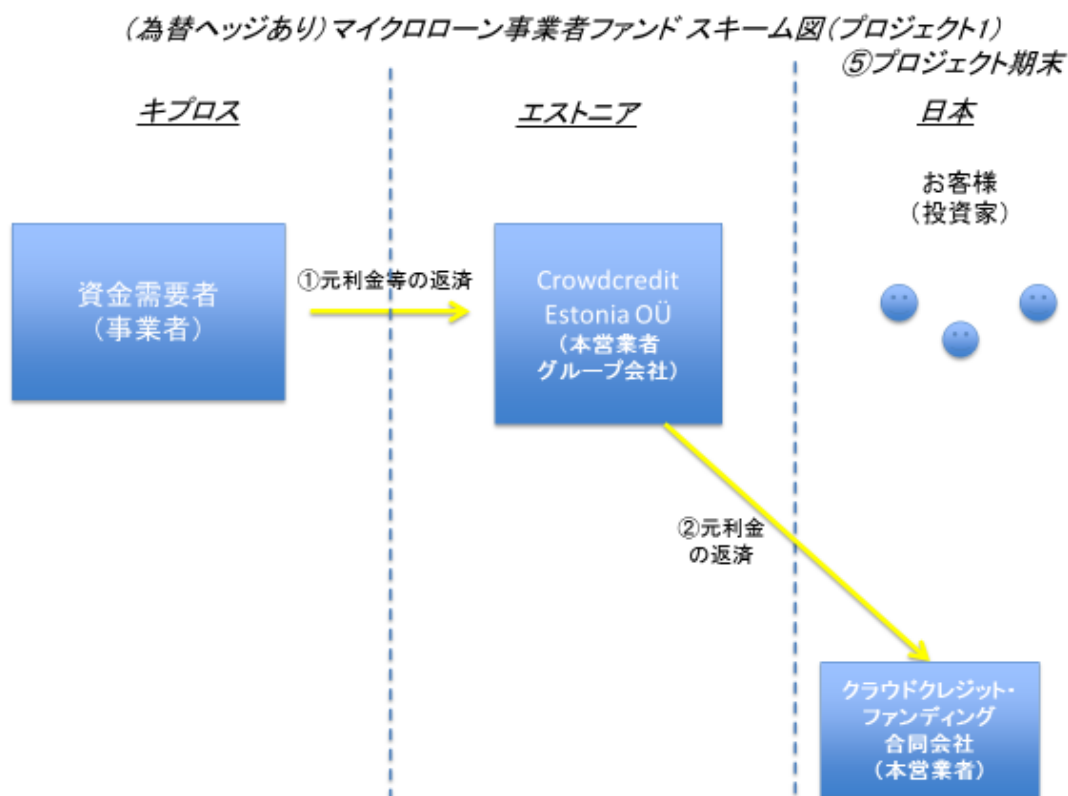 (為替ヘッジあり)マイクロローン事業者ファンド スキーム図(プロジェクト1)
⑤プロジェクト期末
キプロス
エストニア
日本
お客様
(投資家)
資金需要者
(事業者)
①元利金等の返済
Crowdcredit
Estonia OÜ
(本営業者
グループ会社)
②元利金
の返済
クラウドクレジット・
ファンディング
合同会社
(本営業者)